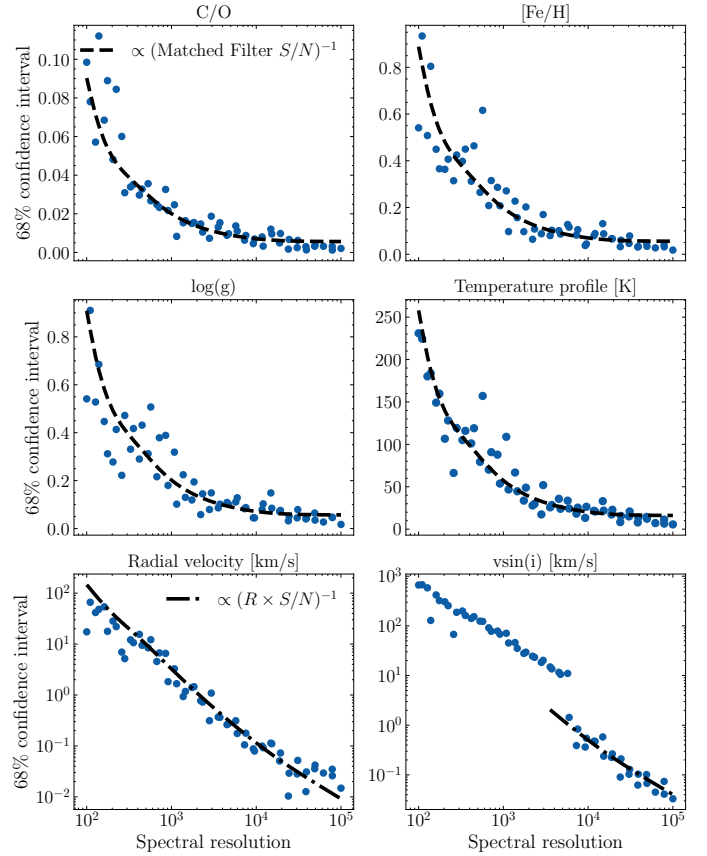 C/O
[Fe/H]
68% confidence interval
0.10
0.08
0.06
0.04
0.02
0.00
∝ (Matched Filter S/N)⁻¹
0.8
0.6
0.4
0.2
0.0
log(g)
Temperature profile [K]
68% confidence interval
0.8
0.6
0.4
0.2
0.0
250
200
150
100
50
0
Radial velocity [km/s]
vsin(i) [km/s]
68% confidence interval
10²
10¹
10⁰
10⁻¹
10⁻²
∝ (R × S/N)⁻¹
10³
10²
10¹
10⁰
10⁻¹
10² 10³ 10⁴ 10⁵
10² 10³ 10⁴ 10⁵
Spectral resolution
Spectral resolution